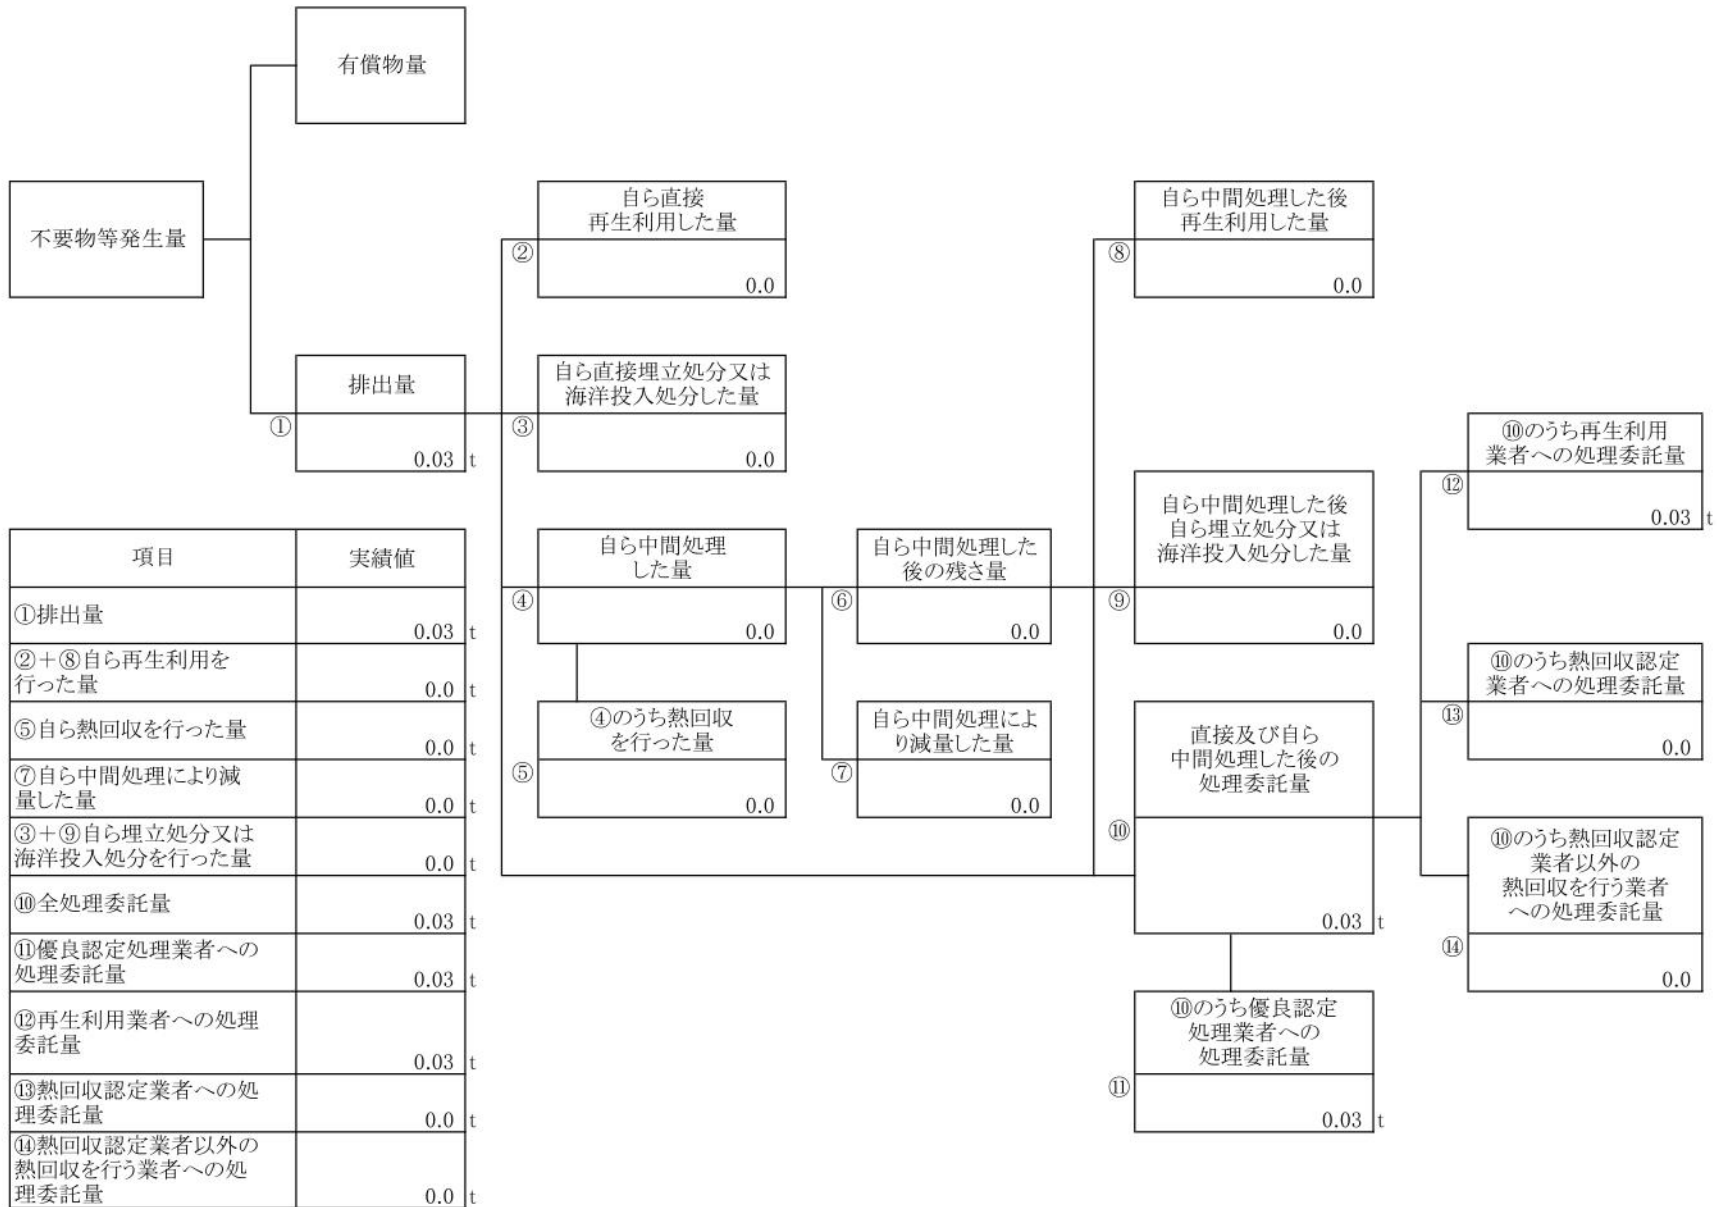 有償物量
不要物等発生量
自ら直接
再生利用した量
②
0.0
自ら中間処理した後
再生利用した量
⑧
0.0
排出量
①
0.03 t
自ら直接埋立処分又は
海洋投入処分した量
③
0.0
⑩のうち再生利用
業者への処理委託量
⑫
0.03 t
自ら中間処理
した量
④
0.0
自ら中間処理した
後の残さ量
⑥
0.0
自ら中間処理した後
自ら埋立処分又は
海洋投入処分した量
⑨
0.0
④のうち熱回収
を行った量
⑤
0.0
自ら中間処理によ
り減量した量
⑦
0.0
直接及び自ら
中間処理した後の
処理委託量
⑩
0.03 t
⑩のうち熱回収認定
業者への処理委託量
⑬
0.0
⑩のうち熱回収認定
業者以外の
熱回収を行う業者
への処理委託量
⑭
0.0
⑩のうち優良認定
処理業者への
処理委託量
⑪
0.03 t
項目 実績値
①排出量
0.03 t
②+⑧自ら再生利用を
行った量
0.0 t
⑤自ら熱回収を行った量
0.0 t
⑦自ら中間処理により減
量した量
0.0 t
③+⑨自ら埋立処分又は
海洋投入処分を行った量
0.0 t
⑩全処理委託量
0.03 t
⑪優良認定処理業者への
処理委託量
0.03 t
⑫再生利用業者への処理
委託量
0.03 t
⑬熱回収認定業者への処
理委託量
0.0 t
⑭熱回収認定業者以外の
熱回収を行う業者への処
理委託量
0.0 t